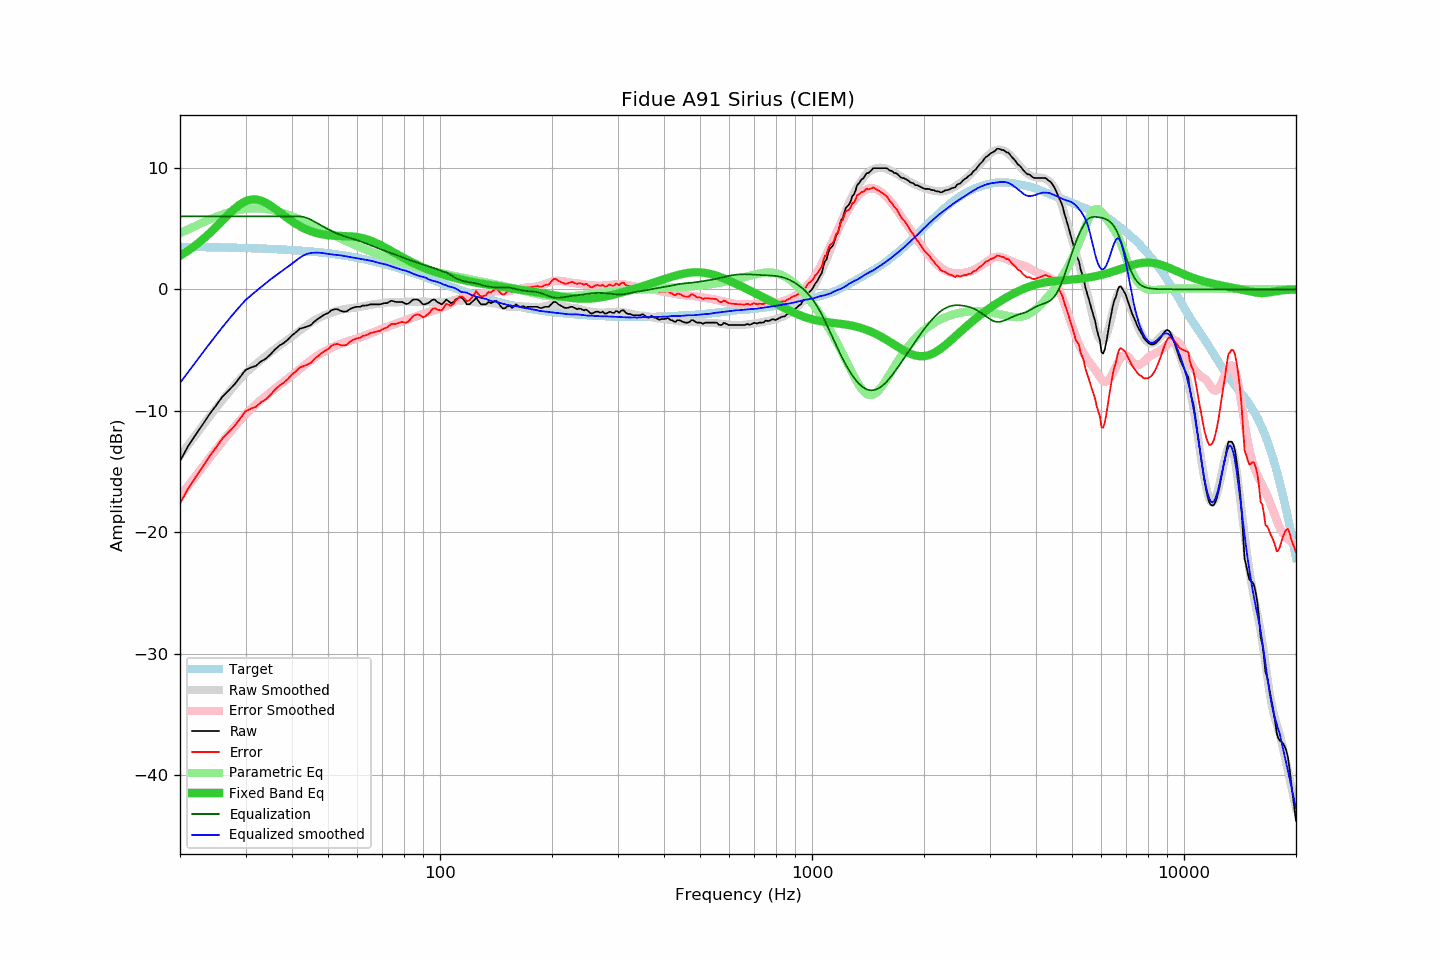 Fidue A91 Sirius (CIEM)
Amplitude (dBr)
10
0
−10
−20
−30
−40
Target
Raw Smoothed
Error Smoothed
Raw
Error
Parametric Eq
Fixed Band Eq
Equalization
Equalized smoothed
100
1000
10000
Frequency (Hz)